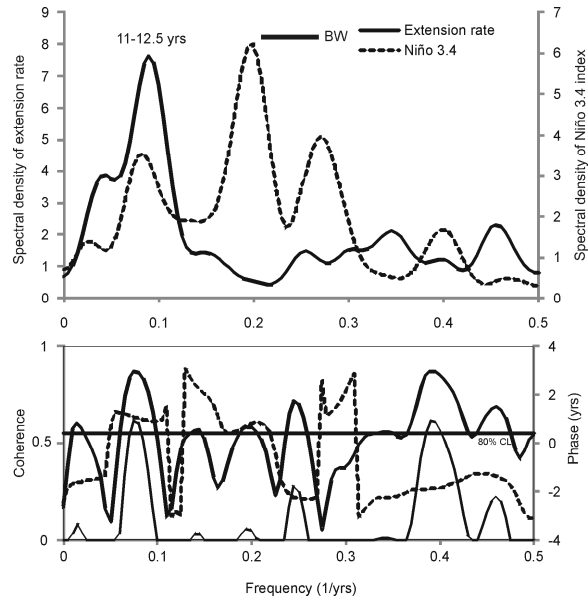 9
8
7
6
5
4
3
2
1
0
Spectral density of extension rate
11-12.5 yrs
BW
Extension rate
Niño 3.4
7
6
5
4
3
2
1
0
Spectral density of Niño 3.4 index
0 0.1 0.2 0.3 0.4 0.5
1
0.5
0
Coherence
80% CL
4
2
0
-2
-4
Phase (yrs)
0 0.1 0.2 0.3 0.4 0.5
Frequency (1/yrs)